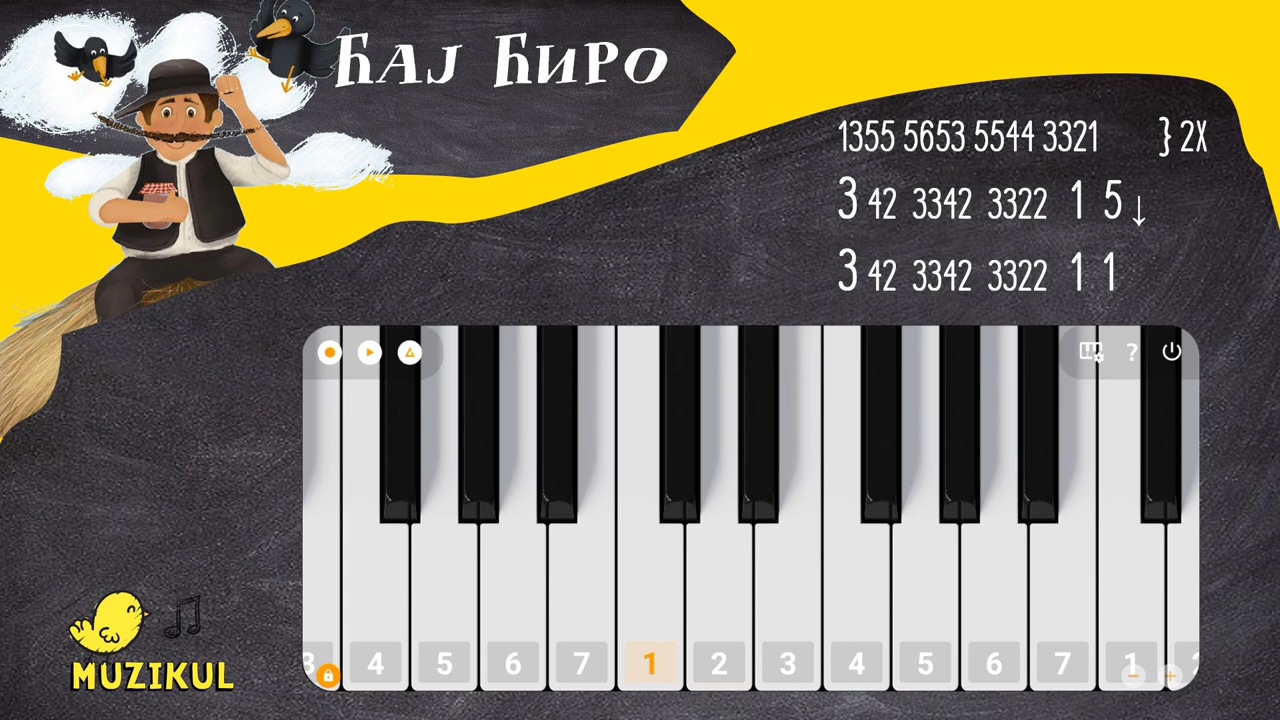 ЋАЈ ЋИРО
1355 5653 5544 3321 } 2X
3 42 3342 3322 1 5↓
3 42 3342 3322 1 1
?
3 4 5 6 7 1 2 3 4 5 6 7 1
MUZIKUL